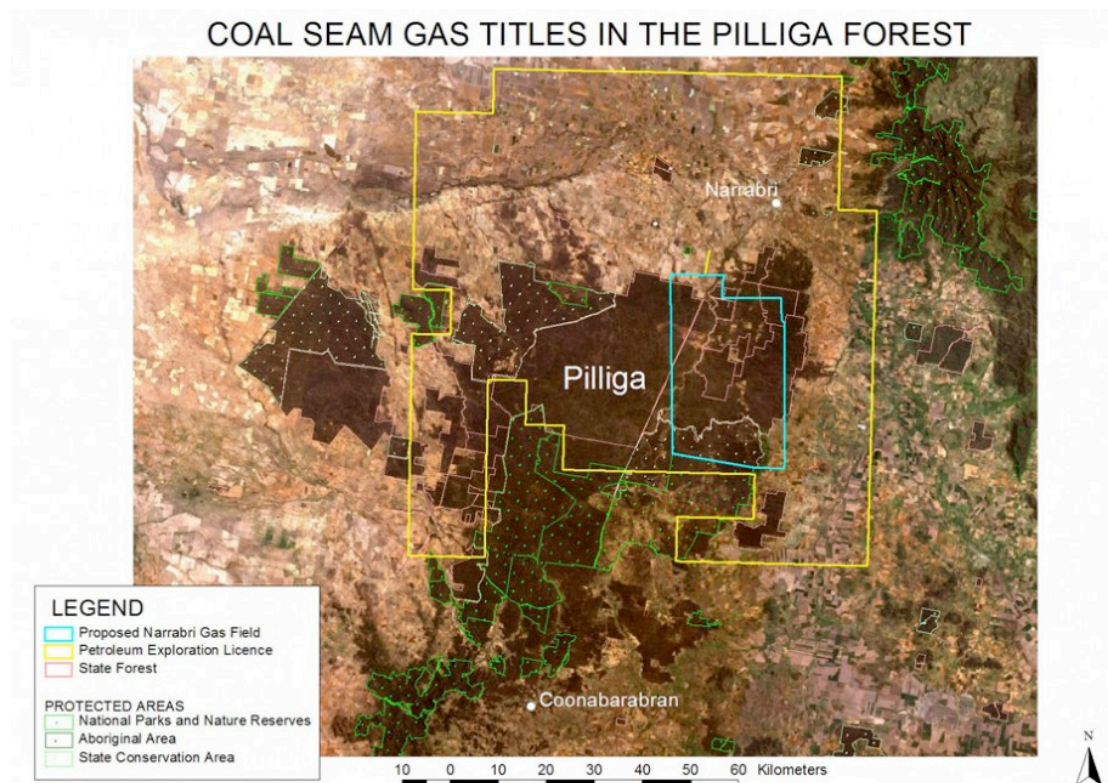 COAL SEAM GAS TITLES IN THE PILLIGA FOREST
Narrabri
Pilliga
Coonabarabran
LEGEND
Proposed Narrabri Gas Field
Petroleum Exploration Licence
State Forest
PROTECTED AREAS
National Parks and Nature Reserves
Aboriginal Area
State Conservation Area
10 0 10 20 30 40 50 60 Kilometers
N